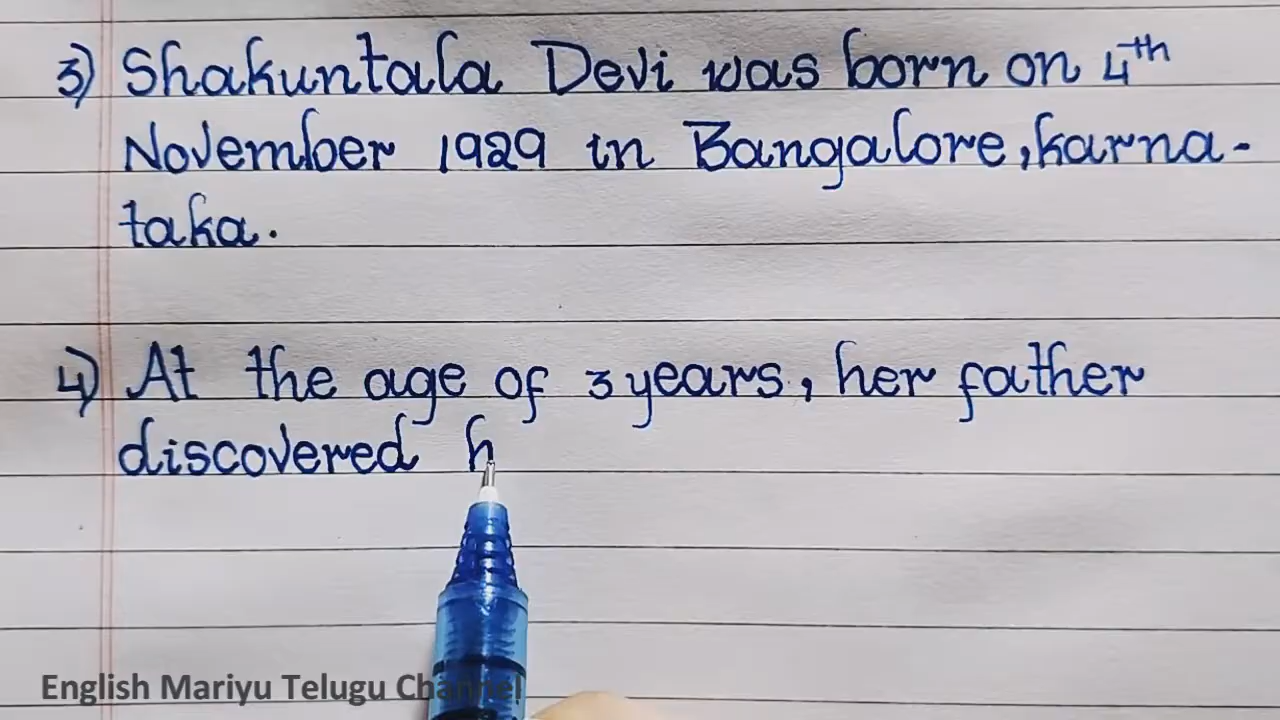 3) Shakuntala Devi was born on 4th
November 1929 in Bangalore, karna-
taka.
4) At the age of 3 years, her father
discovered h
English Mariyu Telugu Channel